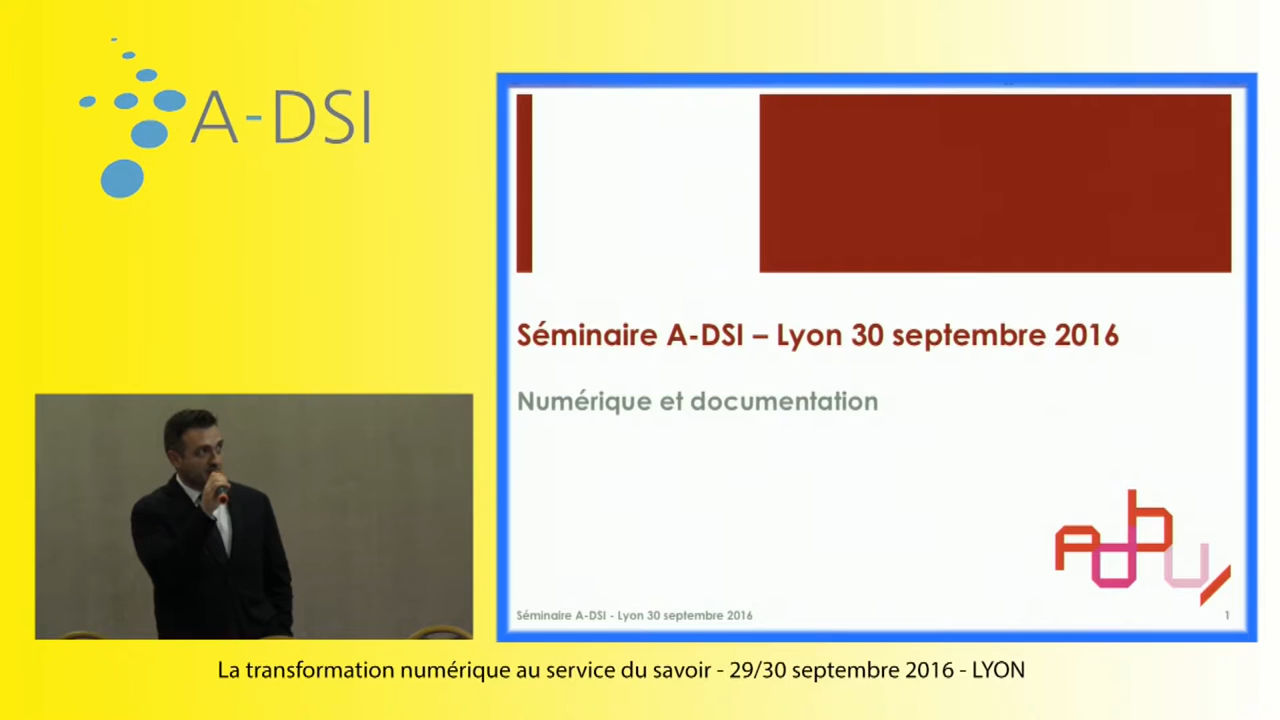 A-DSI
Séminaire A-DSI – Lyon 30 septembre 2016
Numérique et documentation
adbu
Séminaire A-DSI - Lyon 30 septembre 2016
1
La transformation numérique au service du savoir - 29/30 septembre 2016 - LYON